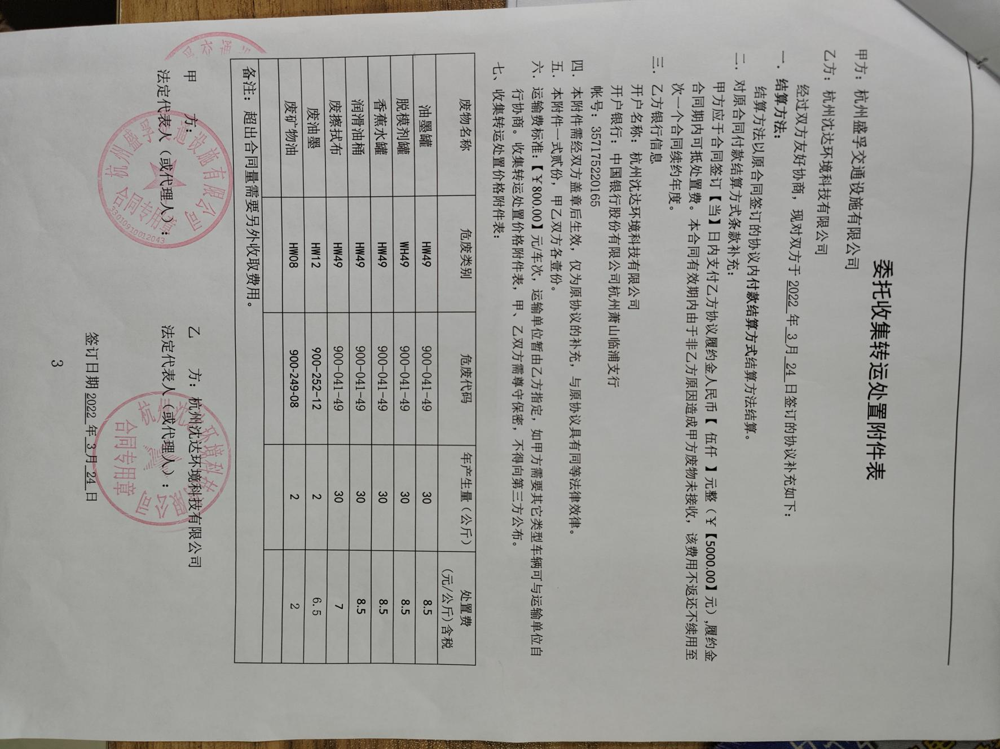 委托收集转运处置附件表
甲方：杭州盛孚交通设施有限公司
乙方：杭州沈达环境科技有限公司
经过双方友好协商，现对双方于 2022 年 3 月 24 日签订的协议补充如下：
一．结算方法：
结算方法以原合同签订的协议内付款结算方式结算方法结算。
二．对原合同付款结算方式条款补充：
甲方应于合同签订【当】日内支付乙方协议履约金人民币【 伍仟 】元整（￥【5000.00】元）,履约金
合同期内可抵处置费。本合同有效期内由于非乙方原因造成甲方废物未接收，该费用不返还不续用至
次一个合同续约年度。
三．乙方银行信息
开户名称：杭州沈达环境科技有限公司
开户银行：中国银行股份有限公司杭州萧山临浦支行
帐号：357175220165
四．本附件需经双方盖章后生效，仅为原协议的补充，与原协议具有同等法律效律。
五．本附件一式贰份，甲乙双方各壹份。
六．运输费标准：【￥800.00】元/车次，运输单位暂由乙方指定，如甲方需要其它类型车辆可与运输单位自
行协商。收集转运处置价格附件表，甲、乙双方需尊守保密，不得向第三方公布。
七、收集转运处置价格附件表：
废物名称 危废类别 危废代码 年产生量（公斤） 处置费
(元/公斤)含税
油墨罐 HW49 900-041-49 30 8.5
脱模剂罐 WH49 900-041-49 30 8.5
香蕉水罐 HW49 900-041-49 30 8.5
润滑油桶 HW49 900-041-49 30 8.5
废擦拭布 HW49 900-041-49 30 7
废油墨 HW12 900-252-12 2 6.5
废矿物油 HW08 900-249-08 2 2
备注：超出合同量需要另外收取费用。
甲 方： 乙 方：杭州沈达环境科技有限公司
法定代表人（或代理人）： 法定代表人（或代理人）：
杭州盛孚交通设施有限公司
合同专用章
3301091001204​3
杭州沈达环境科技有限公司
合同专用章
签订日期 2022 年 3 月 24 日
3